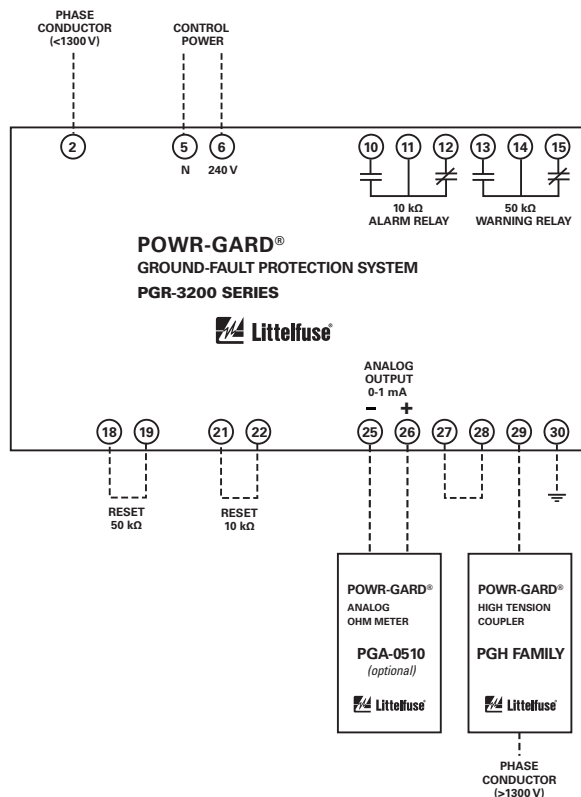 PHASE
CONDUCTOR
(<1300 V)
CONTROL
POWER
2
5
6
10
11
12
13
14
15
N
240 V
10 kΩ
ALARM RELAY
50 kΩ
WARNING RELAY
POWR-GARD®
GROUND-FAULT PROTECTION SYSTEM
PGR-3200 SERIES
Littelfuse®
ANALOG
OUTPUT
0-1 mA
– +
18
19
21
22
25
26
27
28
29
30
RESET
50 kΩ
RESET
10 kΩ
POWR-GARD®
ANALOG
OHM METER
PGA-0510
(optional)
Littelfuse®
POWR-GARD®
HIGH TENSION
COUPLER
PGH FAMILY
Littelfuse®
PHASE
CONDUCTOR
(>1300 V)